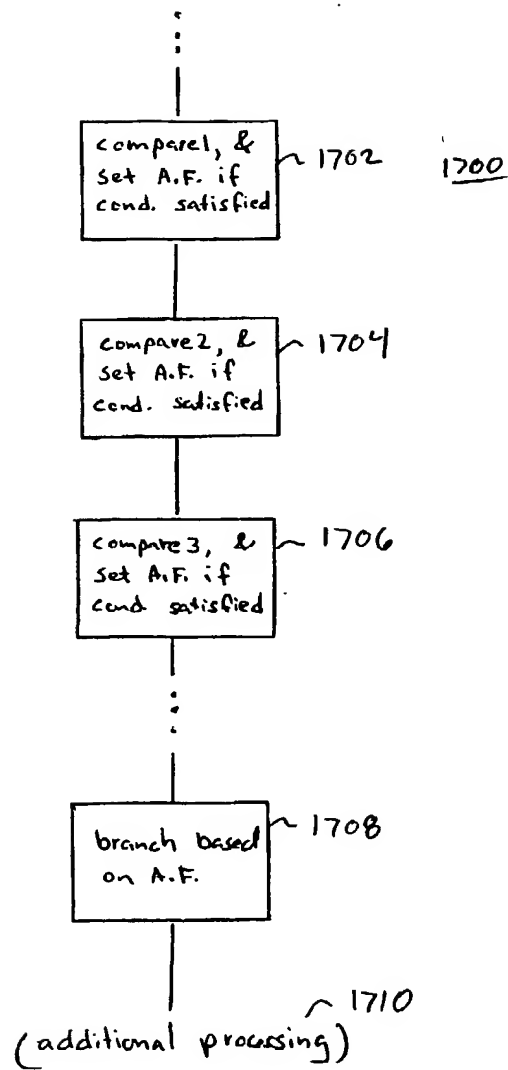 compare1, &
set A.F. if
cond. satisfied
1702
1700
compare2, &
set A.F. if
cond. satisfied
1704
compare3, &
set A.F. if
cond. satisfied
1706
branch based
on A.F.
1708
1710
(additional processing)